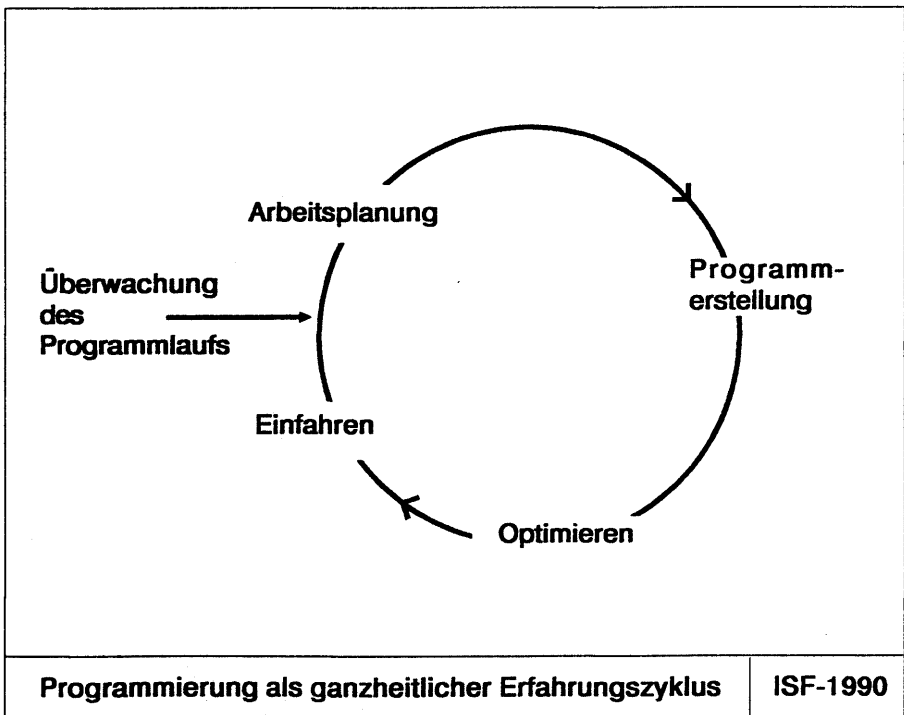 Arbeitsplanung
Programm-
erstellung
Überwachung
des
Programmlaufs
Einfahren
Optimieren
Programmierung als ganzheitlicher Erfahrungszyklus
ISF-1990